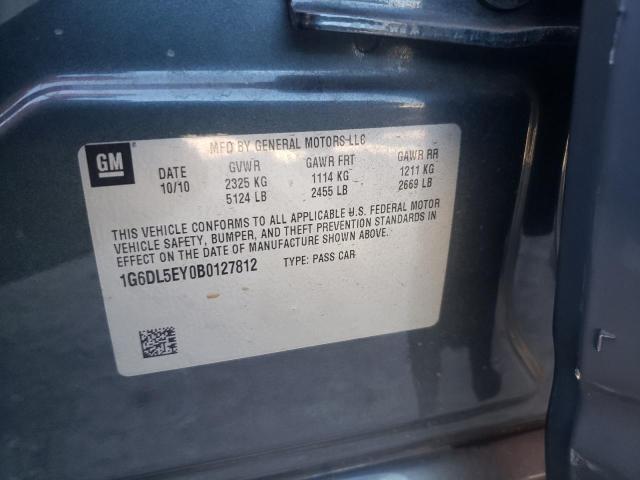 MFD BY GENERAL MOTORS LLC
GM
DATE GVWR GAWR FRT GAWR RR
10/10 2325 KG 1114 KG 1211 KG
5124 LB 2455 LB 2669 LB
THIS VEHICLE CONFORMS TO ALL APPLICABLE U.S. FEDERAL MOTOR
VEHICLE SAFETY, BUMPER, AND THEFT PREVENTION STANDARDS IN
EFFECT ON THE DATE OF MANUFACTURE SHOWN ABOVE.
1G6DL5EY0B0127812 TYPE: PASS CAR